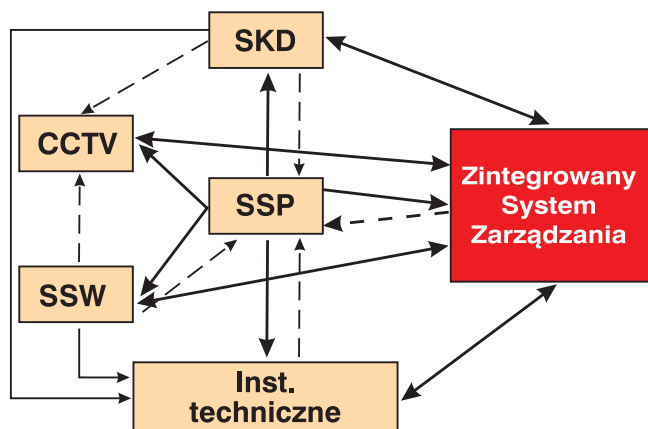 SKD
CCTV
SSP
Zintegrowany
System
Zarządzania
SSW
Inst.
techniczne